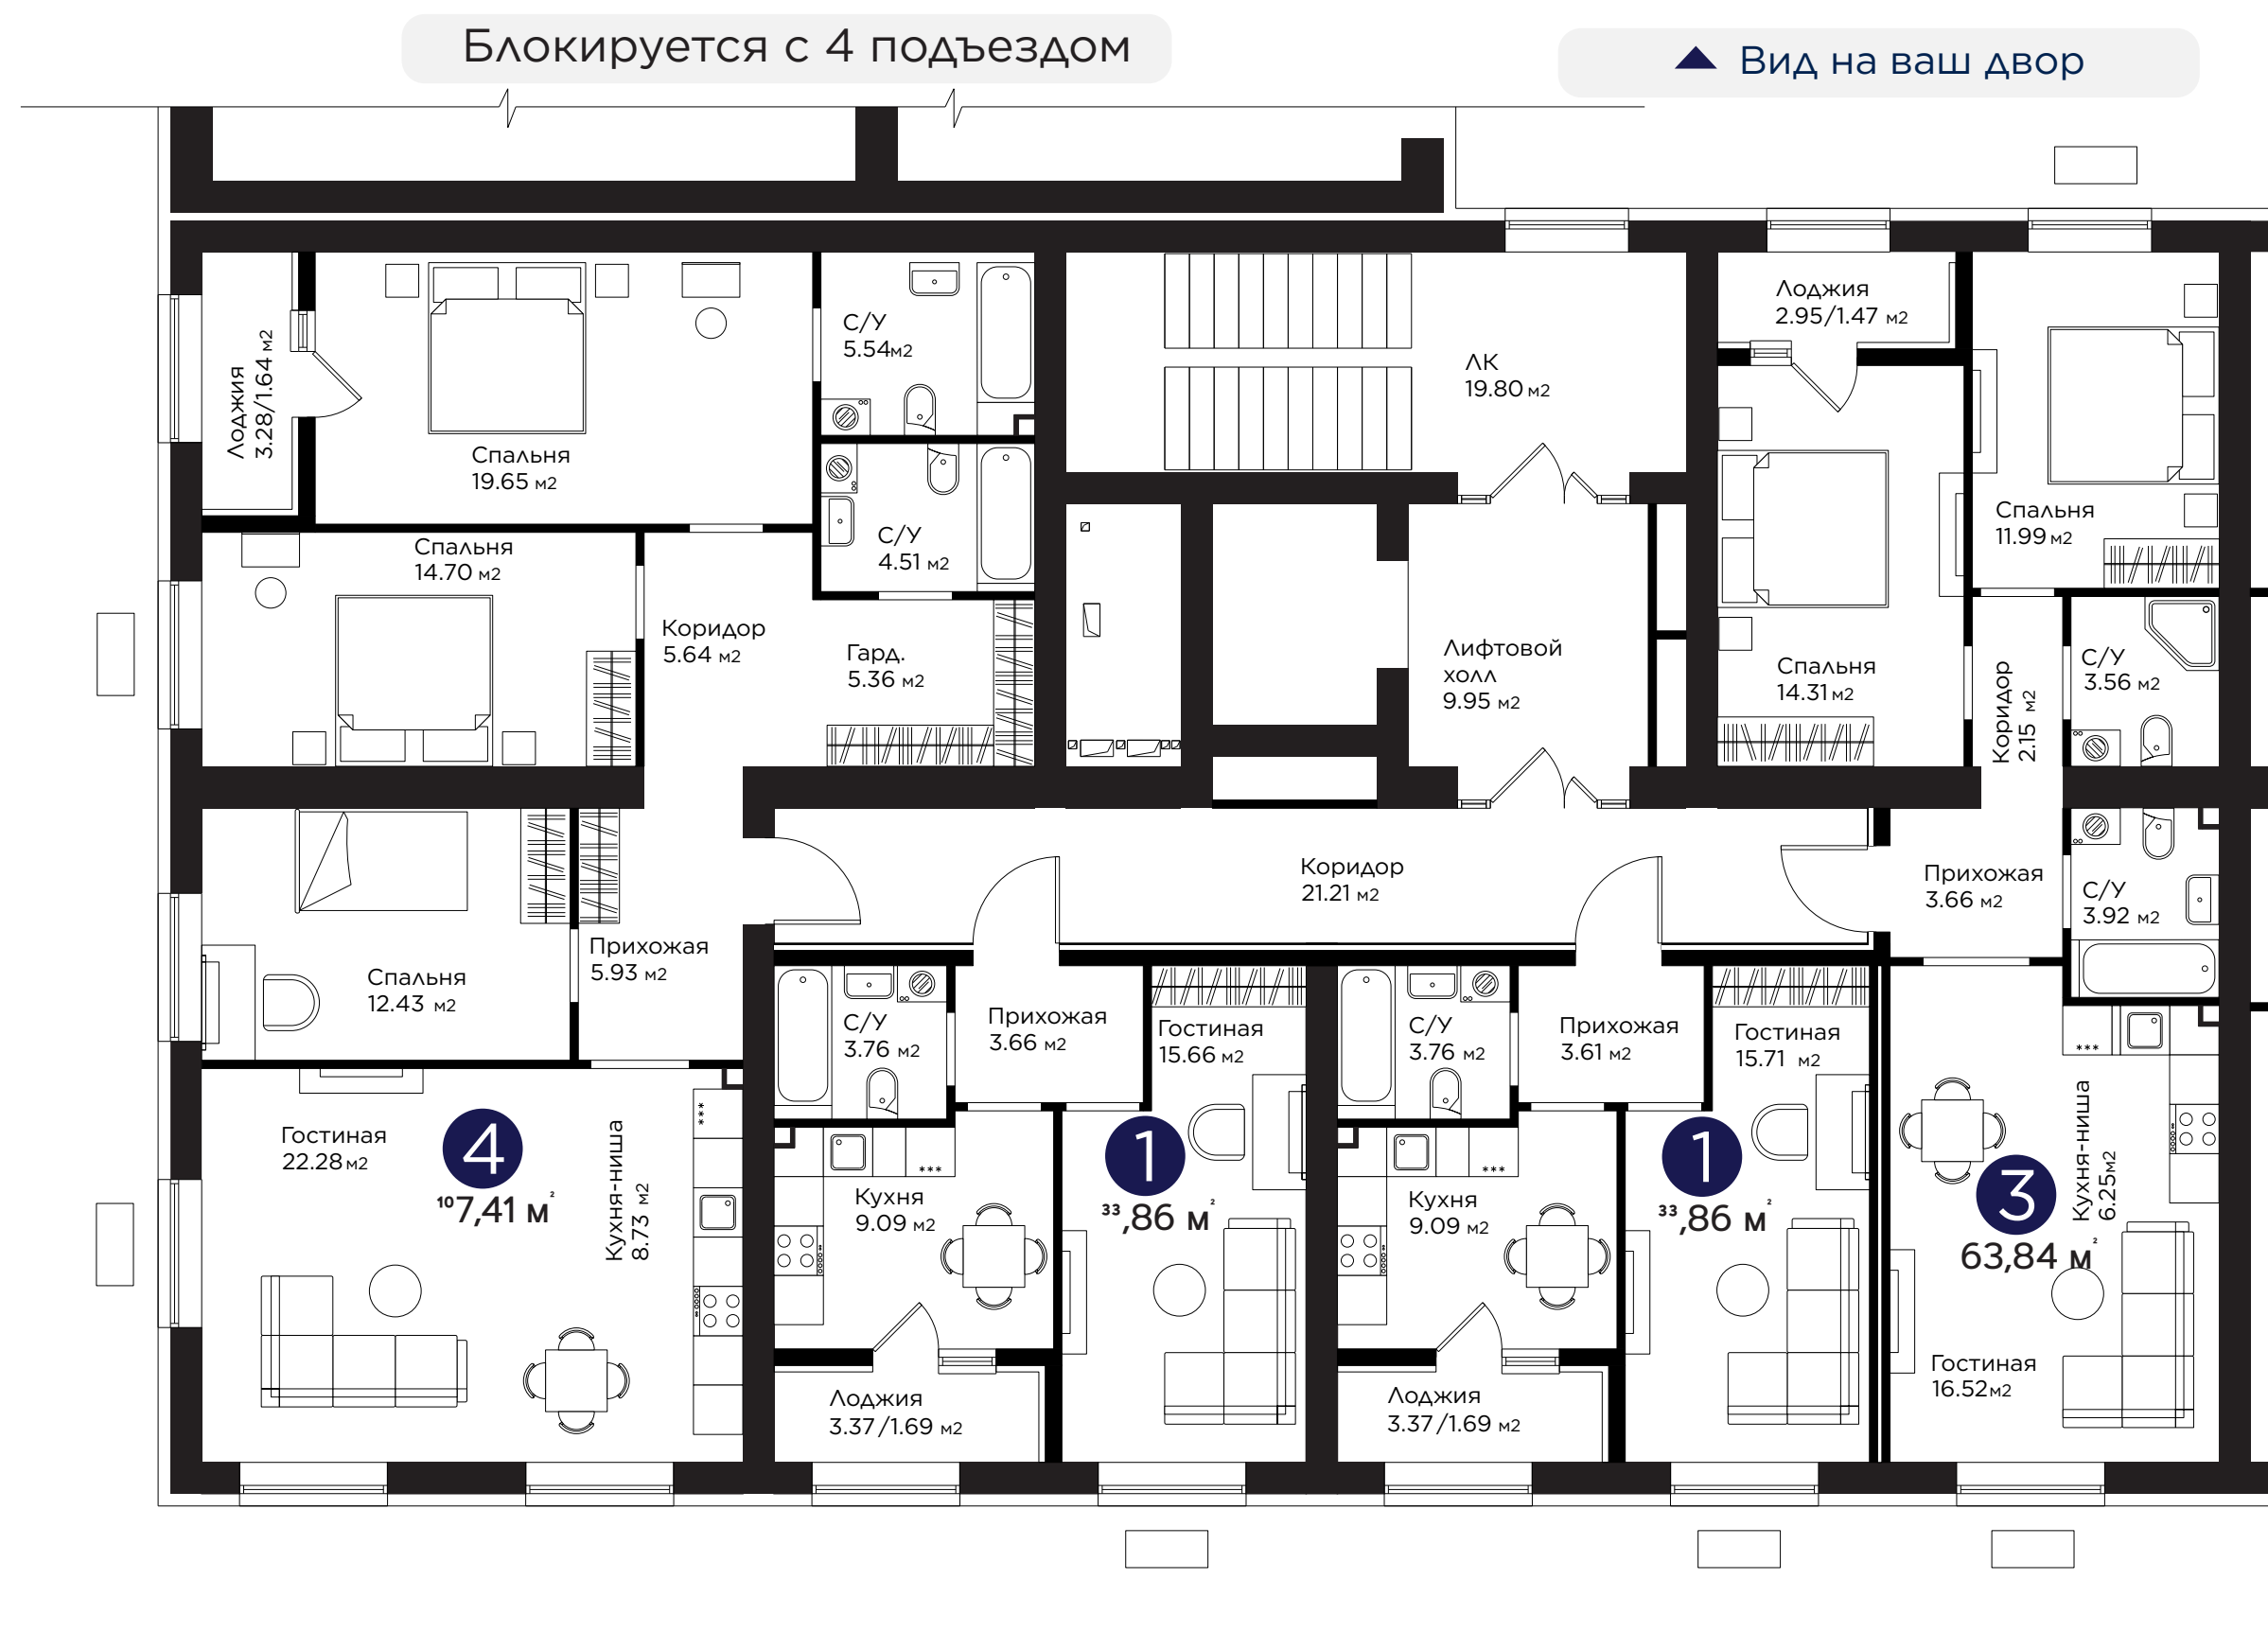 Блокируется с 4 подъездом
Вид на ваш двор
Лоджия
3.28/1.64 м2
Спальня
19.65 м2
С/У
5.54м2
С/У
4.51 м2
ЛК
19.80 м2
Лоджия
2.95/1.47 м2
Спальня
11.99 м2
Спальня
14.70 м2
Коридор
5.64 м2
Гард.
5.36 м2
Лифтовой
холл
9.95 м2
Спальня
14.31 м2
Коридор
2.15 м2
С/У
3.56 м2
Спальня
12.43 м2
Прихожая
5.93 м2
Коридор
21.21 м2
Прихожая
3.66 м2
С/У
3.92 м2
С/У
3.76 м2
Прихожая
3.66 м2
Гостиная
15.66 м2
С/У
3.76 м2
Прихожая
3.61 м2
Гостиная
15.71 м2
Гостиная
22.28 м2
4
107,41 м²
Кухня-ниша
8.73 м2
Кухня
9.09 м2
1
33,86 м²
Кухня
9.09 м2
1
33,86 м²
Кухня-ниша
6.25м2
3
63,84 м²
Лоджия
3.37/1.69 м2
Лоджия
3.37/1.69 м2
Гостиная
16.52м2